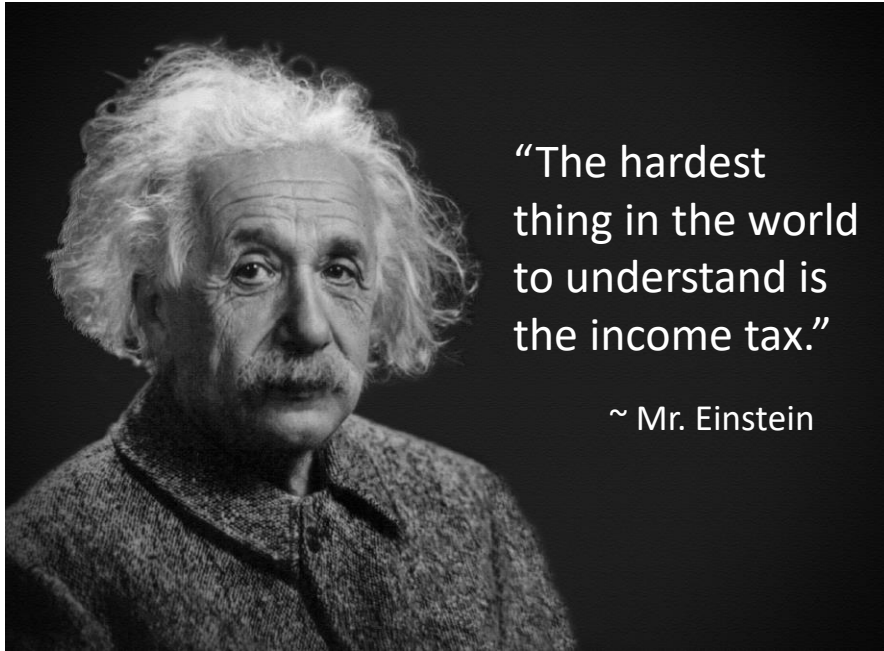 “The hardest
thing in the world
to understand is
the income tax.”
~ Mr. Einstein